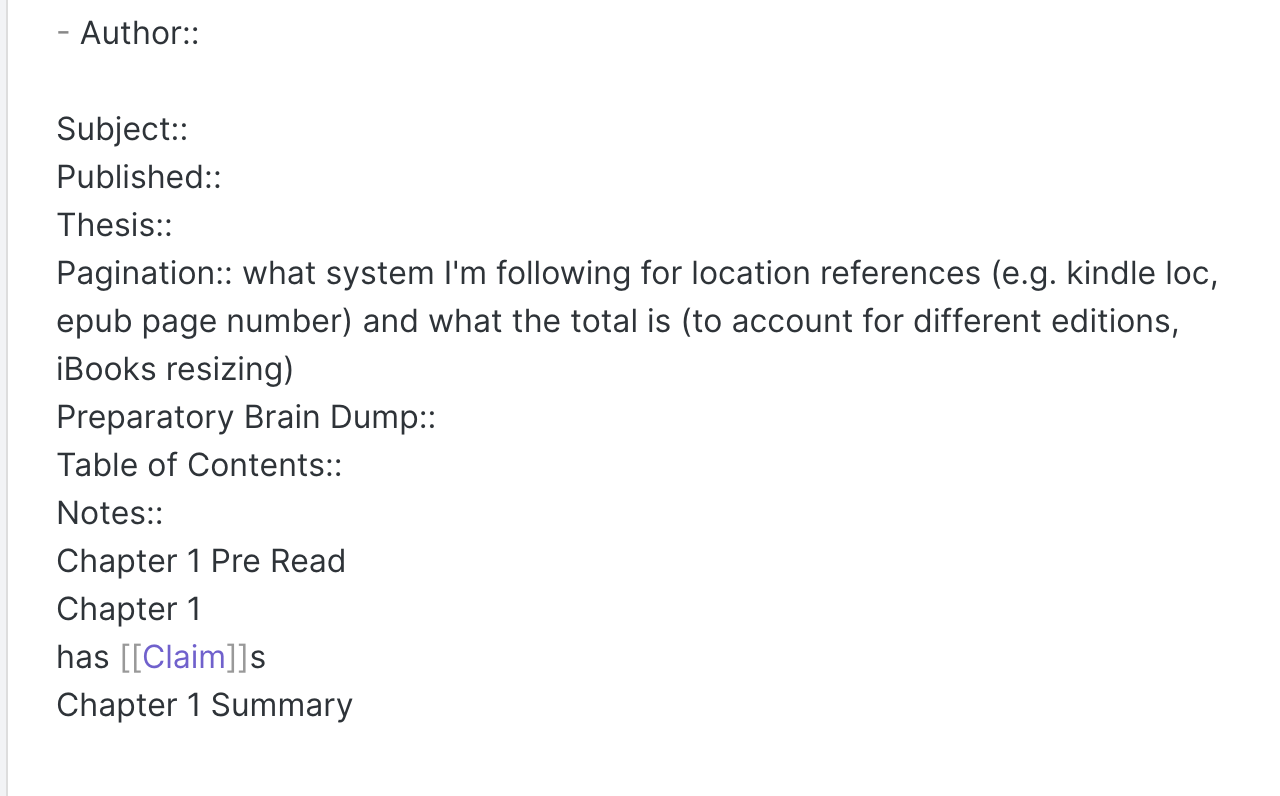 - Author::
Subject::
Published::
Thesis::
Pagination:: what system I'm following for location references (e.g. kindle loc,
epub page number) and what the total is (to account for different editions,
iBooks resizing)
Preparatory Brain Dump::
Table of Contents::
Notes::
Chapter 1 Pre Read
Chapter 1
has [[Claim]]s
Chapter 1 Summary